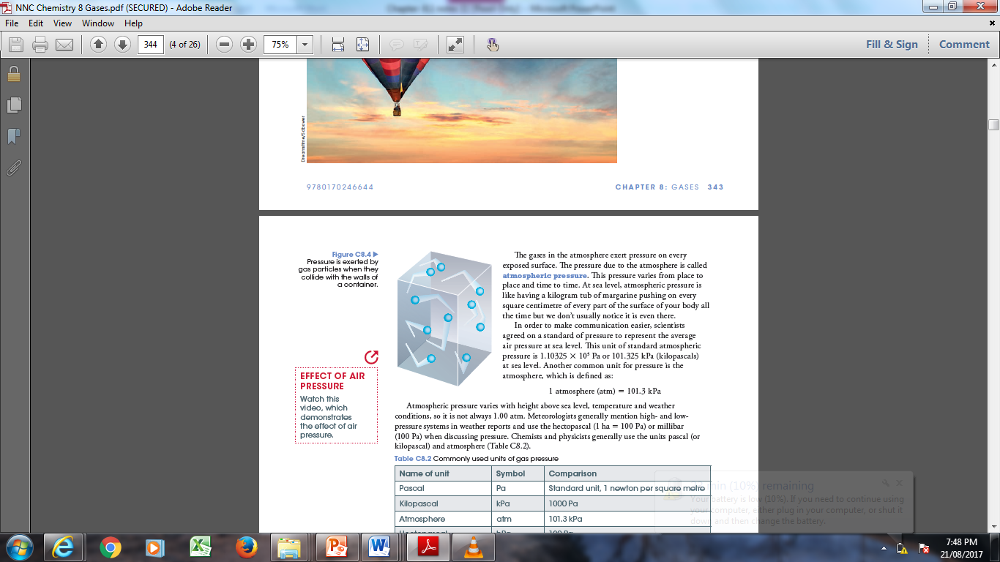 NNC Chemistry 8 Gases.pdf (SECURED) - Adobe Reader
File Edit View Window Help
344 (4 of 26) 75% Fill & Sign Comment
Dreamstime/Sdbower
9780170246644 CHAPTER 8: GASES 343
Figure C8.4 ▶
Pressure is exerted by
gas particles when they
collide with the walls of
a container.
The gases in the atmosphere exert pressure on every
exposed surface. The pressure due to the atmosphere is called
atmospheric pressure. This pressure varies from place to
place and time to time. At sea level, atmospheric pressure is
like having a kilogram tub of margarine pushing on every
square centimetre of every part of the surface of your body all
the time but we don't usually notice it is even there.
In order to make communication easier, scientists
agreed on a standard of pressure to represent the average
air pressure at sea level. This unit of standard atmospheric
pressure is 1.10325 × 10⁵ Pa or 101.325 kPa (kilopascals)
at sea level. Another common unit for pressure is the
atmosphere, which is defined as:
1 atmosphere (atm) = 101.3 kPa
EFFECT OF AIR
PRESSURE
Watch this
video, which
demonstrates
the effect of air
pressure.
Atmospheric pressure varies with height above sea level, temperature and weather
conditions, so it is not always 1.00 atm. Meteorologists generally mention high- and low-
pressure systems in weather reports and use the hectopascal (1 ha = 100 Pa) or millibar
(100 Pa) when discussing pressure. Chemists and physicists generally use the units pascal (or
kilopascal) and atmosphere (Table C8.2).
Table C8.2 Commonly used units of gas pressure
Name of unit Symbol Comparison
Pascal Pa Standard unit, 1 newton per square metre
Kilopascal kPa 1000 Pa
Atmosphere atm 101.3 kPa
min (10%) remaining
Your battery is low (10%). If you need to continue using
your computer, either plug in your computer, or shut it
down and then change the battery.
7:48 PM
21/08/2017